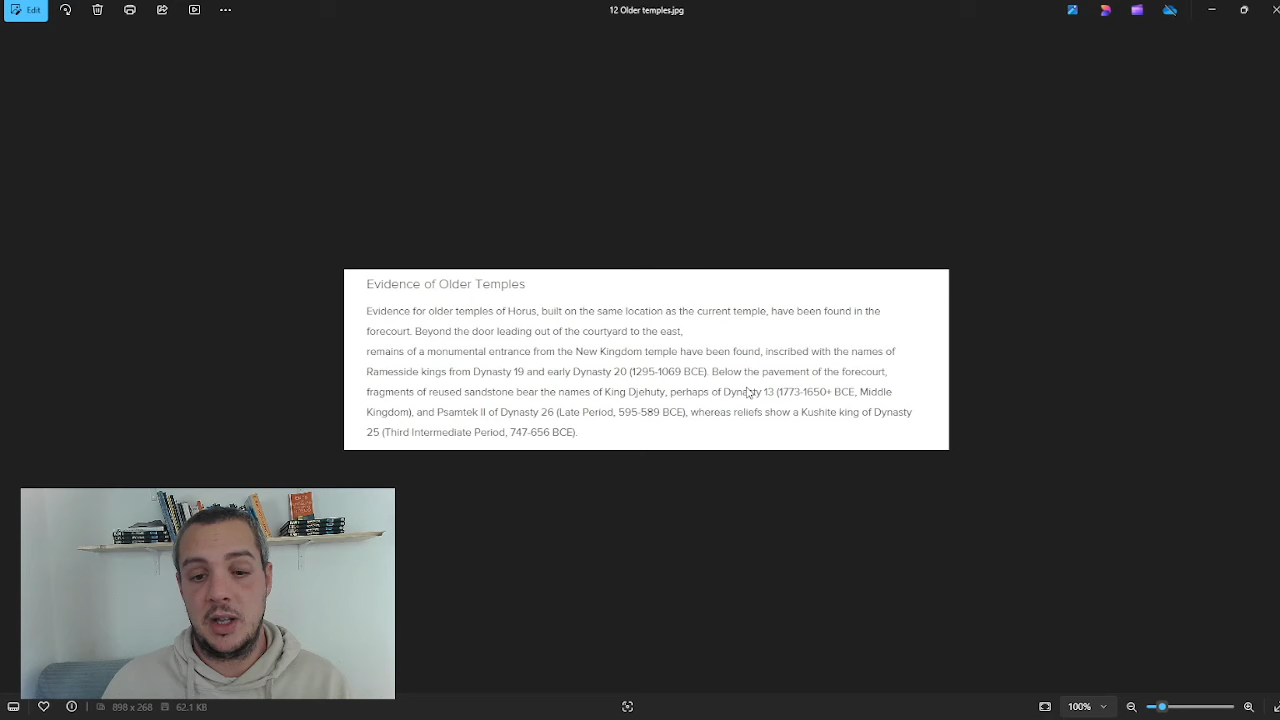 Edit
12 Older temples.jpg
Evidence of Older Temples
Evidence for older temples of Horus, built on the same location as the current temple, have been found in the
forecourt. Beyond the door leading out of the courtyard to the east,
remains of a monumental entrance from the New Kingdom temple have been found, inscribed with the names of
Ramesside kings from Dynasty 19 and early Dynasty 20 (1295-1069 BCE). Below the pavement of the forecourt,
fragments of reused sandstone bear the names of King Djehuty, perhaps of Dynasty 13 (1773-1650+ BCE, Middle
Kingdom), and Psamtek II of Dynasty 26 (Late Period, 595-589 BCE), whereas reliefs show a Kushite king of Dynasty
25 (Third Intermediate Period, 747-656 BCE).
898 x 268
62.1 KB
100%